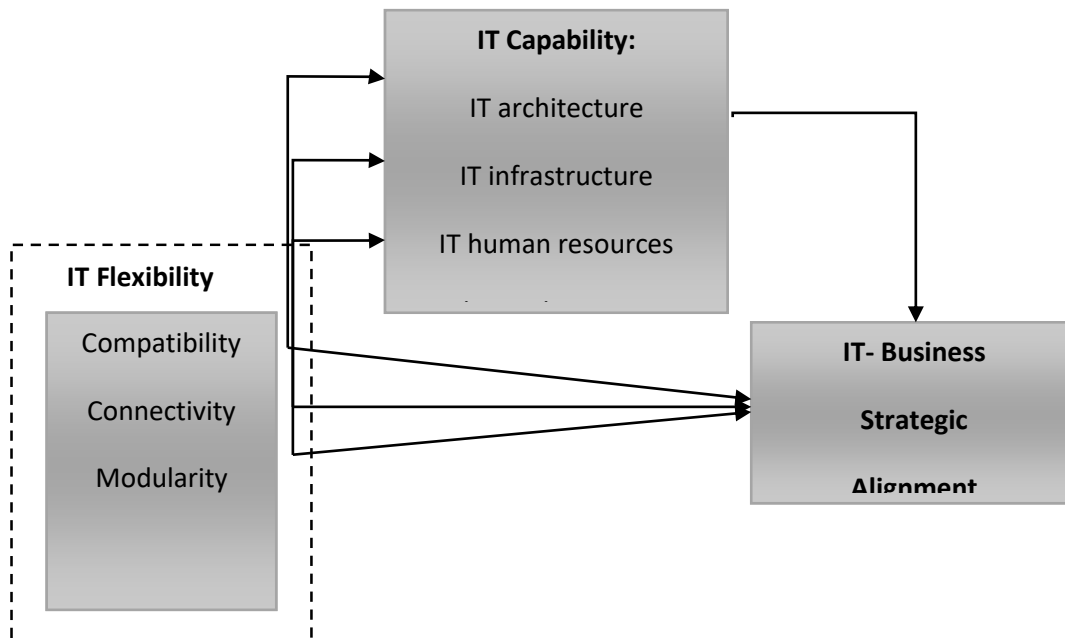 IT Capability:
IT architecture
IT infrastructure
IT human resources
IT Flexibility
Compatibility
Connectivity
Modularity
IT- Business
Strategic
Alignment